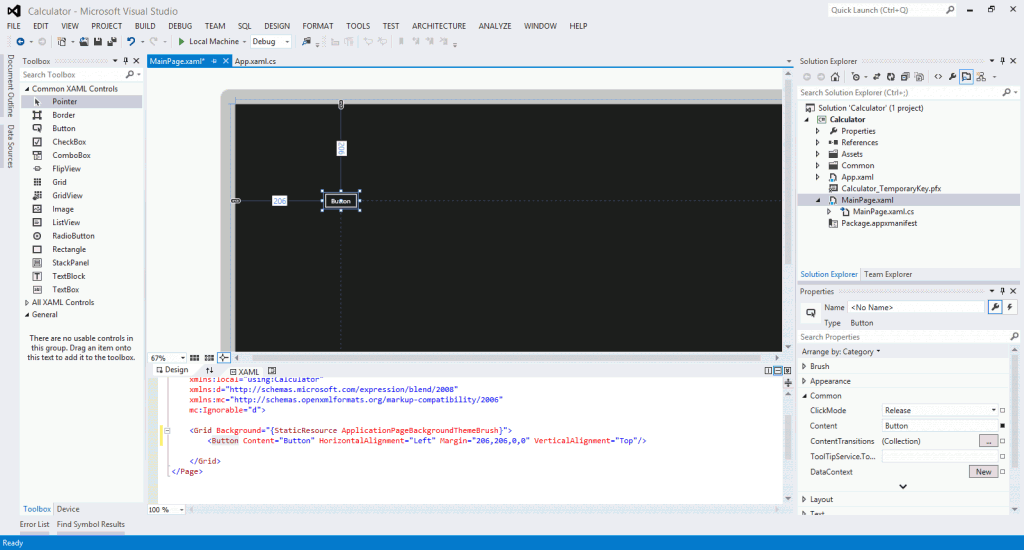 Calculator - Microsoft Visual Studio
Quick Launch (Ctrl+Q)
FILE EDIT VIEW PROJECT BUILD DEBUG TEAM SQL DESIGN FORMAT TOOLS TEST ARCHITECTURE ANALYZE WINDOW HELP
Local Machine Debug
Document Outline
Data Sources
Toolbox
Search Toolbox
Common XAML Controls
Pointer
Border
Button
CheckBox
ComboBox
FlipView
Grid
GridView
Image
ListView
RadioButton
Rectangle
StackPanel
TextBlock
TextBox
All XAML Controls
General
There are no usable controls in
this group. Drag an item onto
this text to add it to the toolbox.
Toolbox Device
Error List Find Symbol Results
Ready
MainPage.xaml* App.xaml.cs
206
206
Button
67%
Design XAML
xmlns:local="using:Calculator"
xmlns:d="http://schemas.microsoft.com/expression/blend/2008"
xmlns:mc="http://schemas.openxmlformats.org/markup-compatibility/2006"
mc:Ignorable="d">
<Grid Background="{StaticResource ApplicationPageBackgroundThemeBrush}">
<Button Content="Button" HorizontalAlignment="Left" Margin="206,206,0,0" VerticalAlignment="Top"/>
</Grid>
</Page>
100 %
Solution Explorer
Search Solution Explorer (Ctrl+;)
Solution 'Calculator' (1 project)
Calculator
Properties
References
Assets
Common
App.xaml
Calculator_TemporaryKey.pfx
MainPage.xaml
MainPage.xaml.cs
Package.appxmanifest
Solution Explorer Team Explorer
Properties
Name <No Name>
Type Button
Search Properties
Arrange by: Category
Brush
Appearance
Common
ClickMode Release
Content Button
ContentTransitions (Collection) ...
ToolTipService.To...
DataContext New
Layout
Text